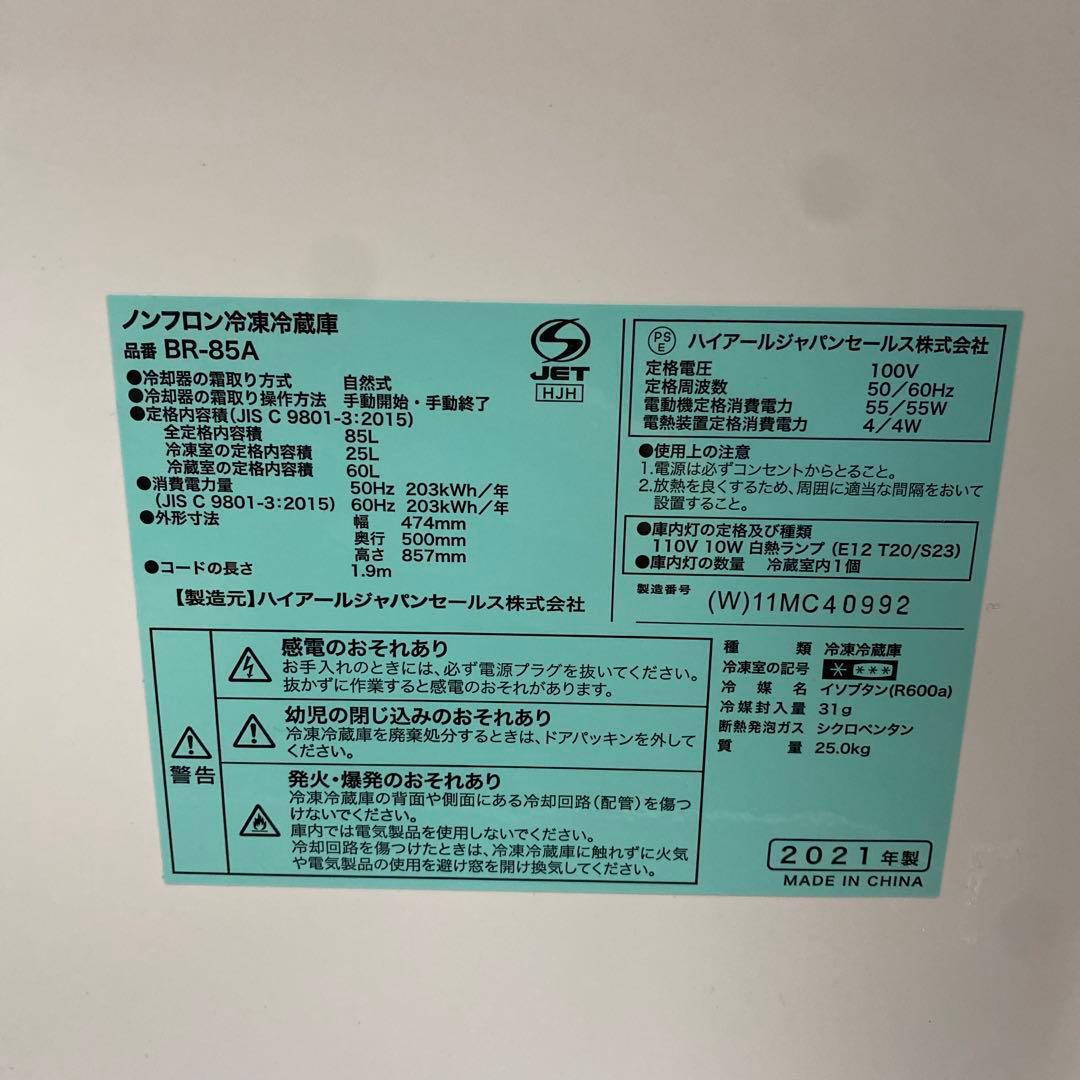 ノンフロン冷凍冷蔵庫
品番 BR-85A
●冷却器の霜取り方式 自然式
●冷却器の霜取り操作方法 手動開始・手動終了
●定格内容積(JIS C 9801-3:2015)
全定格内容積 85L
冷凍室の定格内容積 25L
冷蔵室の定格内容積 60L
●消費電力量 50Hz 203kWh/年
(JIS C 9801-3:2015) 60Hz 203kWh/年
●外形寸法 幅 474mm
奥行 500mm
高さ 857mm
●コードの長さ 1.9m
【製造元】ハイアールジャパンセールス株式会社
JET
HJH
PSE ハイアールジャパンセールス株式会社
定格電圧 100V
定格周波数 50/60Hz
電動機定格消費電力 55/55W
電熱装置定格消費電力 4/4W
●使用上の注意
1.電源は必ずコンセントからとること。
2.放熱を良くするため、周囲に適当な間隔をおいて
設置すること。
●庫内灯の定格及び種類
110V 10W 白熱ランプ (E12 T20/S23)
●庫内灯の数量 冷蔵室内1個
製造番号 (W)11MC40992
警告
感電のおそれあり
お手入れのときには、必ず電源プラグを抜いてください。
抜かずに作業すると感電のおそれがあります。
幼児の閉じ込みのおそれあり
冷凍冷蔵庫を廃棄処分するときは、ドアパッキンを外して
ください。
発火・爆発のおそれあり
冷凍冷蔵庫の背面や側面にある冷却回路(配管)を傷つ
けないでください。
庫内では電気製品を使用しないでください。
冷却回路を傷つけたときは、冷凍冷蔵庫に触れずに火気
や電気製品の使用を避け窓を開け換気してください。
種類 冷凍冷蔵庫
冷凍室の記号 * ***
冷媒名 イソブタン(R600a)
冷媒封入量 31g
断熱発泡ガス シクロペンタン
質量 25.0kg
2021年製
MADE IN CHINA